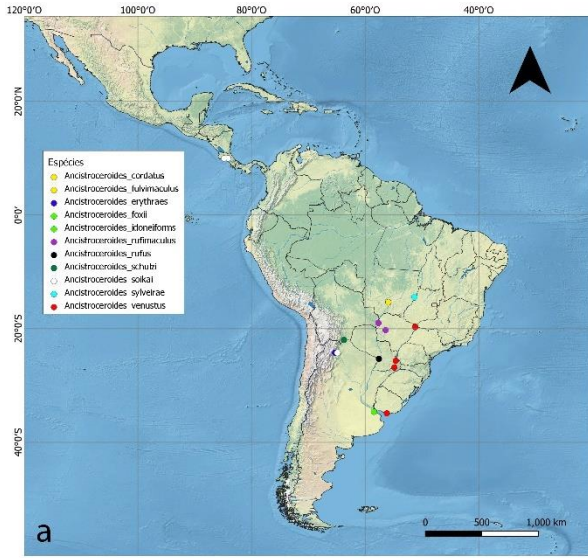 120°0'O 100°0'O 80°0'O 60°0'O 40°0'O
20°0'N
0°0'
20°0'S
40°0'S
Espécies
Ancistroceroides_cordatus
Ancistroceroides_fulvimaculus
Ancistroceroides_erythraes
Ancistroceroides_foxii
Ancistroceroides_idoneiforms
Ancistroceroides_rufimaculus
Ancistroceroides_rufus
Ancistroceroides_schulzi
Ancistroceroides_soikai
Ancistroceroides_sylveirae
Ancistroceroides_venustus
a
0 500 1,000 km